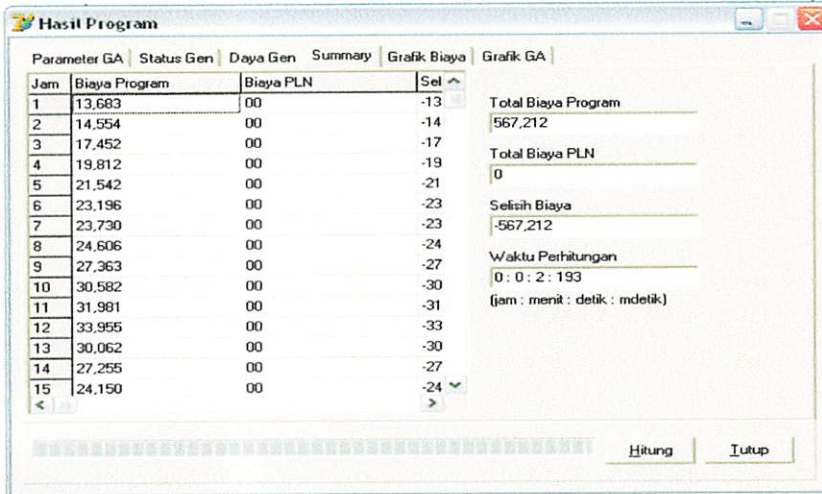 Hasil Program
Parameter GA Status Gen Daya Gen Summary Grafik Biaya Grafik GA
Jam Biaya Program Biaya PLN Sel
1 13,683 00 -13
2 14,554 00 -14
3 17,452 00 -17
4 19,812 00 -19
5 21,542 00 -21
6 23,196 00 -23
7 23,730 00 -23
8 24,606 00 -24
9 27,363 00 -27
10 30,582 00 -30
11 31,981 00 -31
12 33,955 00 -33
13 30,062 00 -30
14 27,255 00 -27
15 24,150 00 -24
Total Biaya Program
567,212
Total Biaya PLN
0
Selisih Biaya
-567,212
Waktu Perhitungan
0 : 0 : 2 : 193
(jam : menit : detik : mdetik)
Hitung Tutup